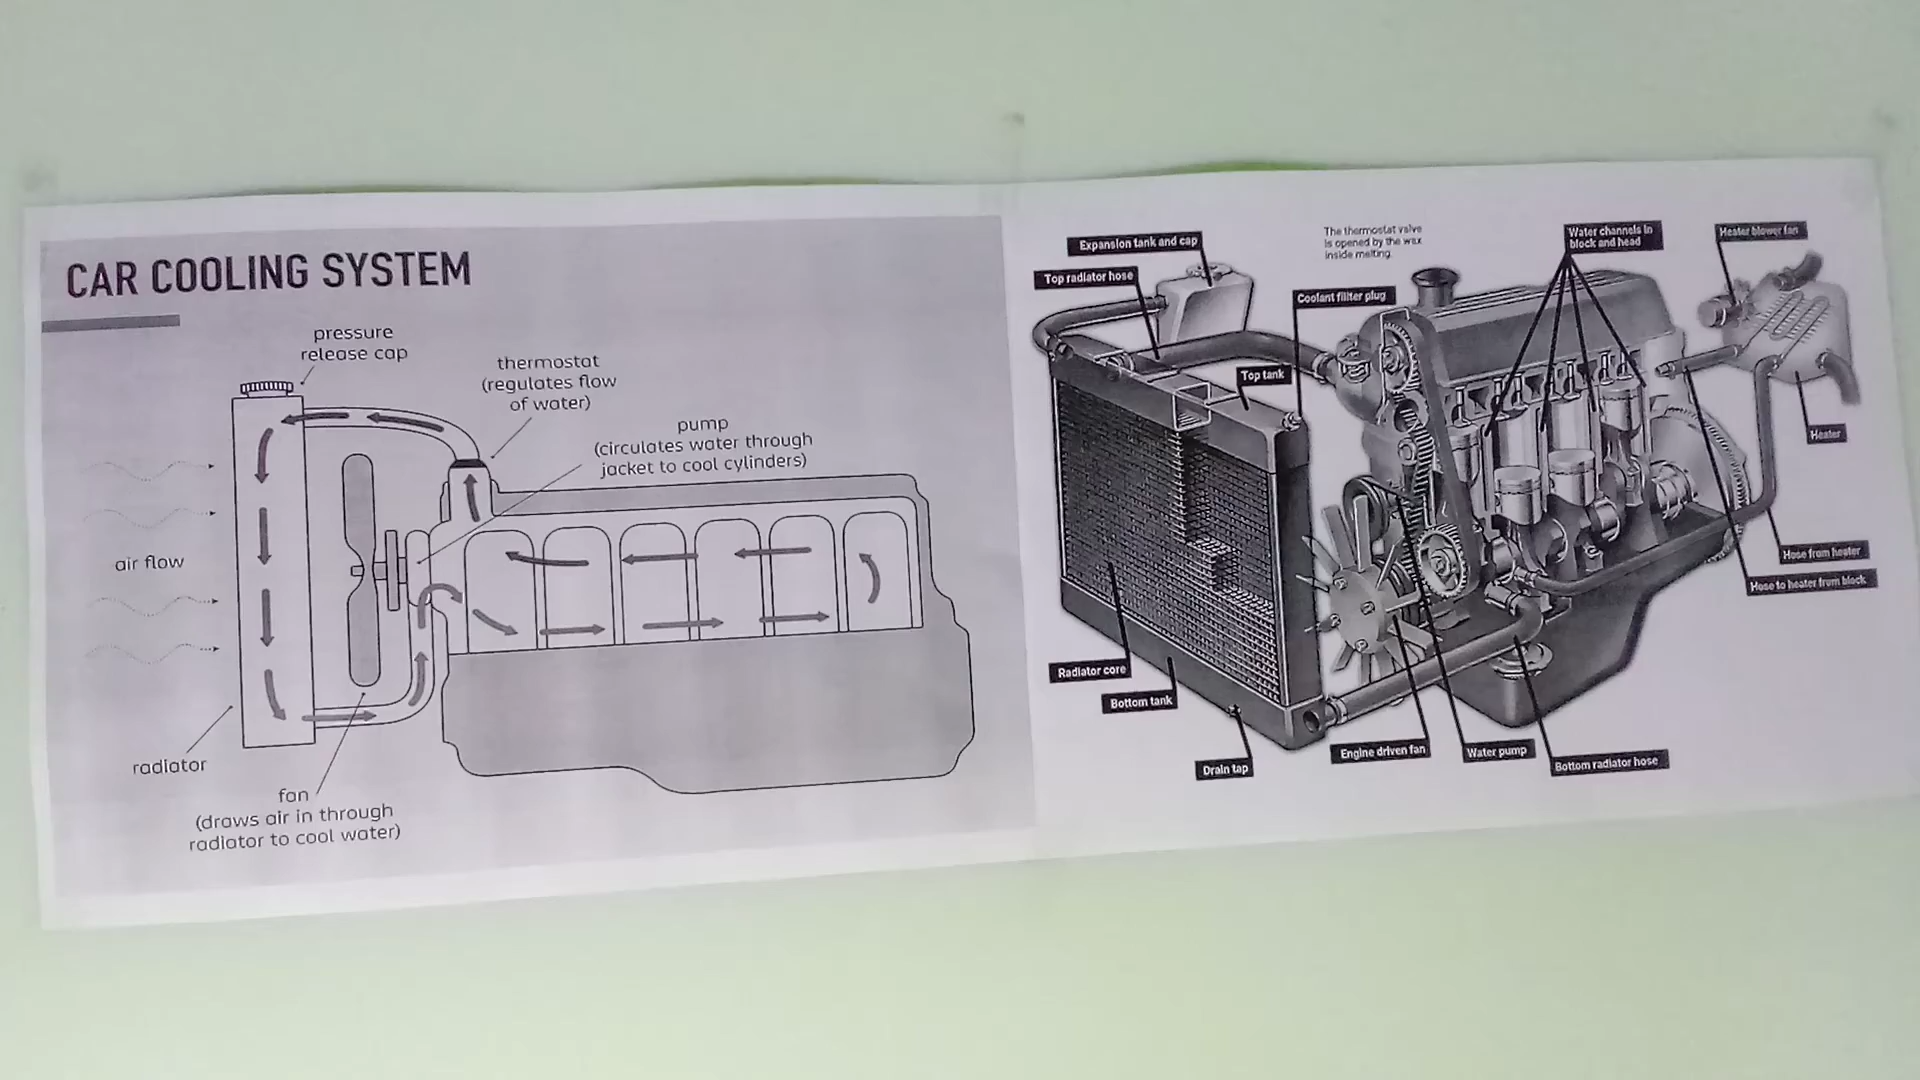 CAR COOLING SYSTEM
pressure
release cap
thermostat
(regulates flow
of water)
pump
(circulates water through
jacket to cool cylinders)
air flow
radiator
fan
(draws air in through
radiator to cool water)
Expansion tank and cap
Top radiator hose
The thermostat valve
is opened by the wax
inside melting.
Coolant filler plug
Water channels in
block and head
Heater blower fan
Top tank
Heater
Hose from heater
Hose to heater from block
Radiator core
Bottom tank
Drain tap
Engine driven fan
Water pump
Bottom radiator hose